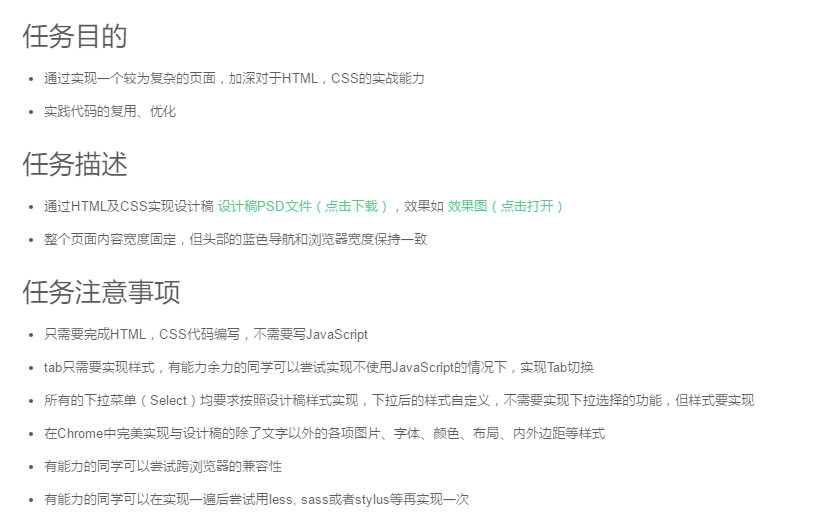 任务目的
通过实现一个较为复杂的页面，加深对于HTML，CSS的实战能力
实践代码的复用、优化
任务描述
通过HTML及CSS实现设计稿 设计稿PSD文件（点击下载），效果如 效果图（点击打开）
整个页面内容宽度固定，但头部的蓝色导航和浏览器宽度保持一致
任务注意事项
只需要完成HTML，CSS代码编写，不需要写JavaScript
tab只需要实现样式，有能力余力的同学可以尝试实现不使用JavaScript的情况下，实现Tab切换
所有的下拉菜单（Select）均要求按照设计稿样式实现，下拉后的样式自定义，不需要实现下拉选择的功能，但样式要实现
在Chrome中完美实现与设计稿的除了文字以外的各项图片、字体、颜色、布局、内外边距等样式
有能力的同学可以尝试跨浏览器的兼容性
有能力的同学可以在实现一遍后尝试用less, sass或者stylus等再实现一次